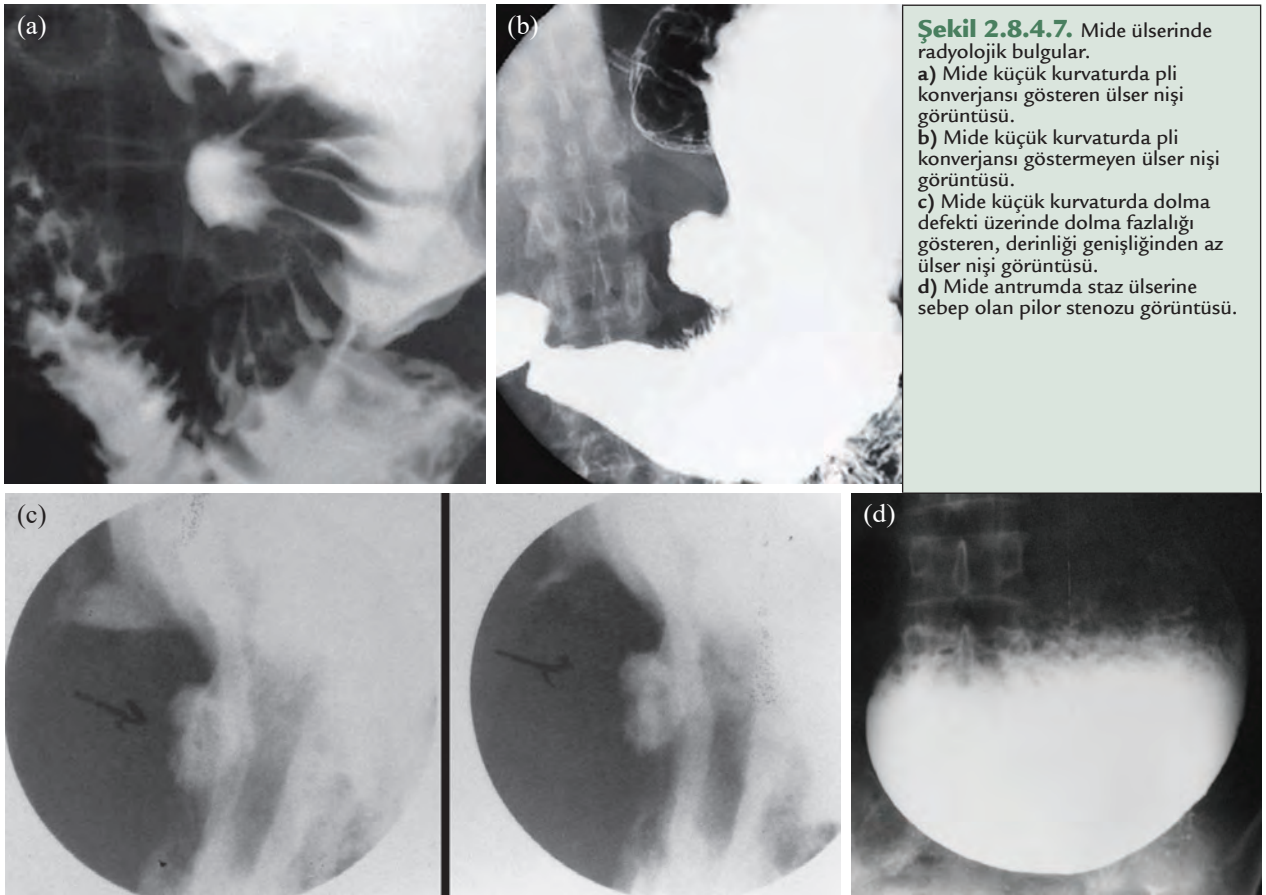 (a)
(b)
Şekil 2.8.4.7. Mide ülserinde
radyolojik bulgular.
a) Mide küçük kurvaturda pli
konverjansı gösteren ülser nişi
görüntüsü.
b) Mide küçük kurvaturda pli
konverjansı göstermeyen ülser nişi
görüntüsü.
c) Mide küçük kurvaturda dolma
defekti üzerinde dolma fazlalığı
gösteren, derinliği genişliğinden az
ülser nişi görüntüsü.
d) Mide antrumda staz ülserine
sebep olan pilor stenozu görüntüsü.
(c)
(d)